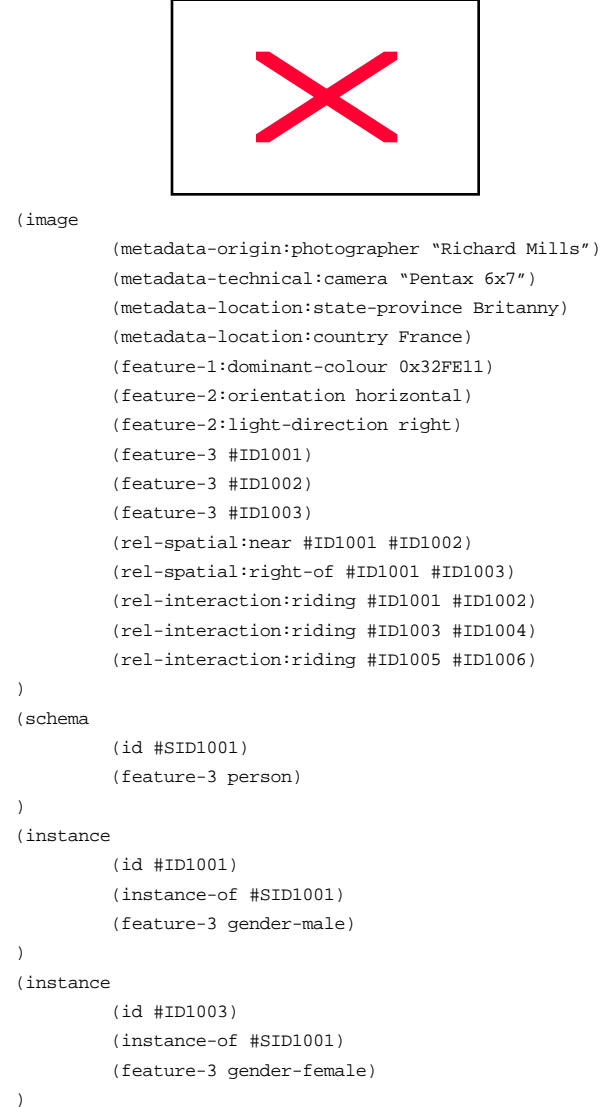 (image
(metadata-origin:photographer “Richard Mills”)
(metadata-technical:camera “Pentax 6x7”)
(metadata-location:state-province Britanny)
(metadata-location:country France)
(feature-1:dominant-colour 0x32FE11)
(feature-2:orientation horizontal)
(feature-2:light-direction right)
(feature-3 #ID1001)
(feature-3 #ID1002)
(feature-3 #ID1003)
(rel-spatial:near #ID1001 #ID1002)
(rel-spatial:right-of #ID1001 #ID1003)
(rel-interaction:riding #ID1001 #ID1002)
(rel-interaction:riding #ID1003 #ID1004)
(rel-interaction:riding #ID1005 #ID1006)
)
(schema
(id #SID1001)
(feature-3 person)
)
(instance
(id #ID1001)
(instance-of #SID1001)
(feature-3 gender-male)
)
(instance
(id #ID1003)
(instance-of #SID1001)
(feature-3 gender-female)
)